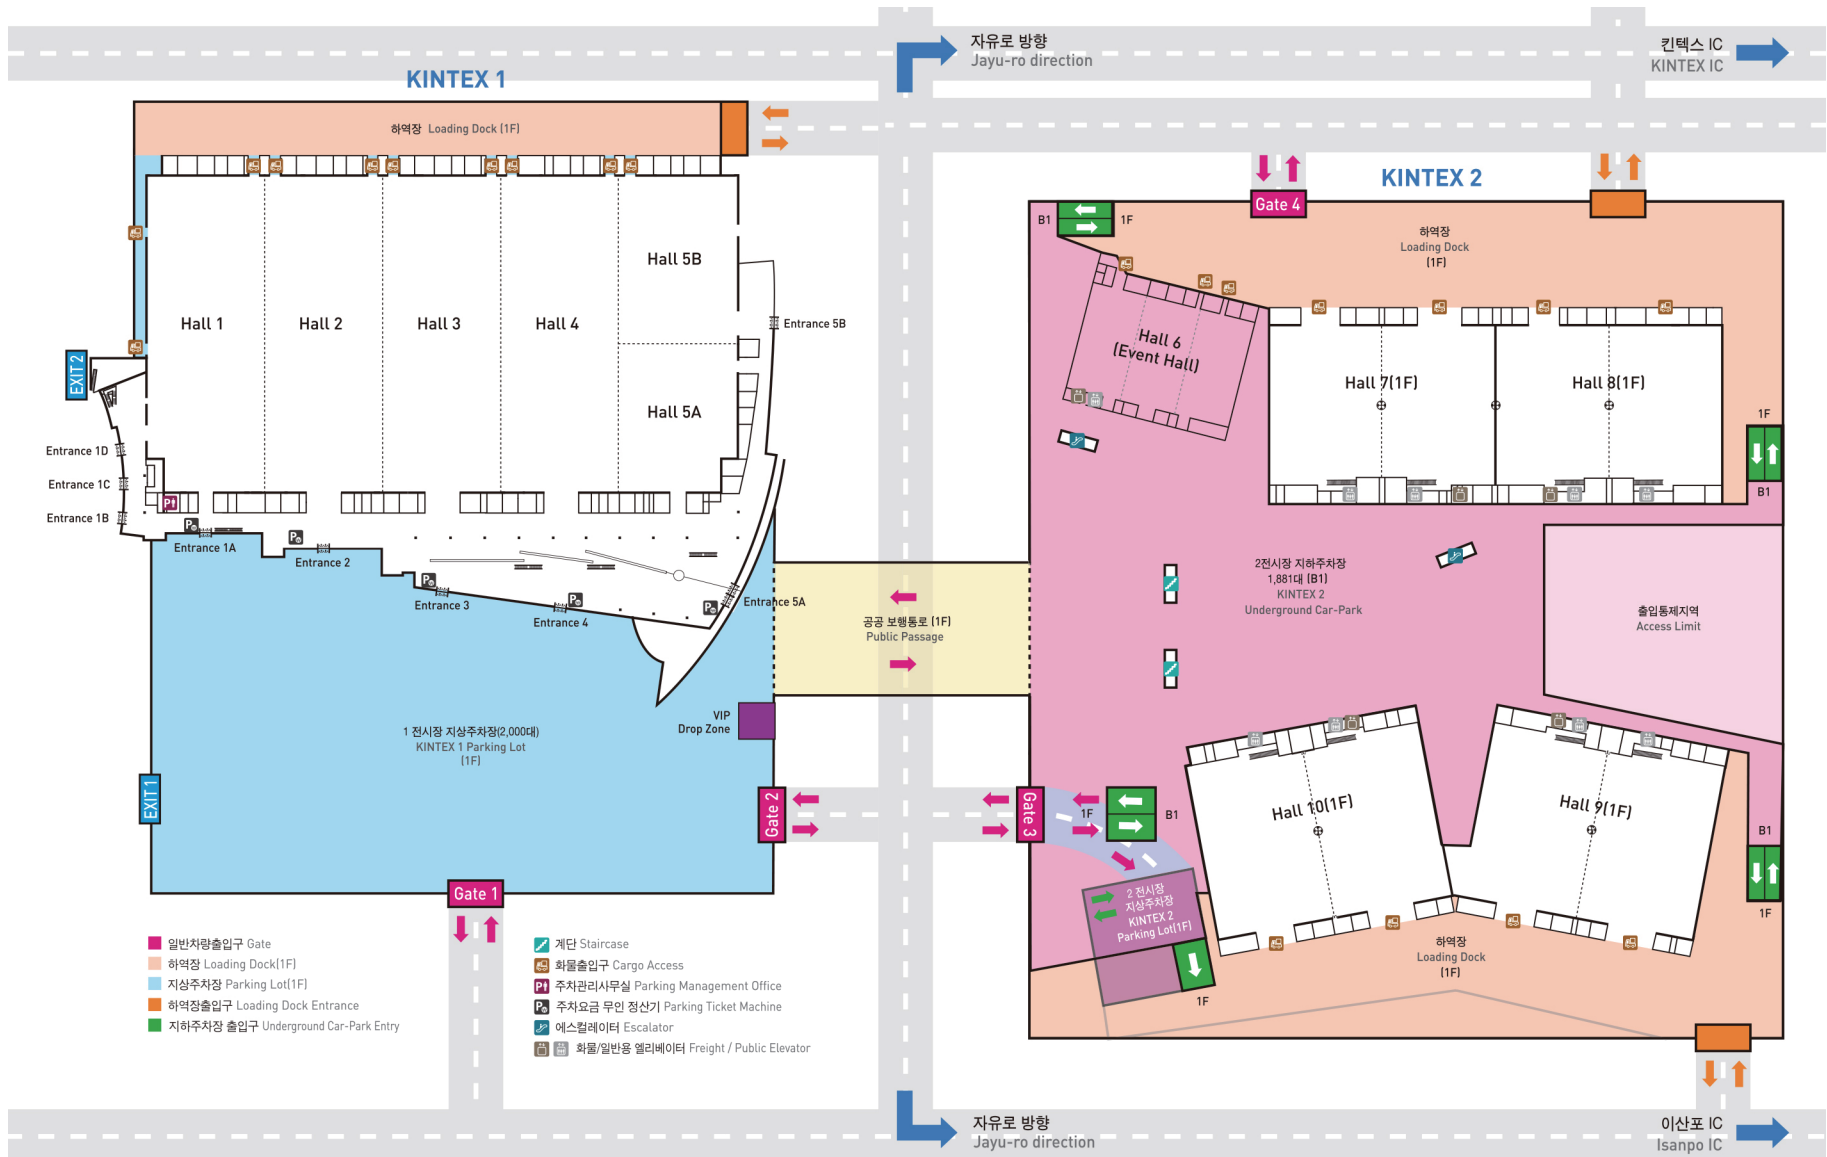 자유로 방향
Jayu-ro direction
킨텍스 IC
KINTEX IC
KINTEX 1
하역장 Loading Dock (1F)
KINTEX 2
Gate 4
B1
1F
하역장
Loading Dock
(1F)
Hall 5B
Hall 1
Hall 2
Hall 3
Hall 4
Entrance 5B
Hall 6
(Event Hall)
EXIT 2
Hall 5A
Hall 7(1F)
Hall 8(1F)
1F
B1
Entrance 1D
Entrance 1C
Entrance 1B
Entrance 1A
Entrance 2
Entrance 3
Entrance 4
Entrance 5A
공공 보행통로 (1F)
Public Passage
2전시장 지하주차장
1,881대 (B1)
KINTEX 2
Underground Car-Park
출입통제지역
Access Limit
VIP
Drop Zone
1 전시장 지상주차장(2,000대)
KINTEX 1 Parking Lot
(1F)
EXIT 1
Gate 2
Gate 3
1F
B1
Hall 10(1F)
Hall 9(1F)
B1
1F
Gate 1
2 전시장
지상주차장
KINTEX 2
Parking Lot(1F)
1F
하역장
Loading Dock
(1F)
일반차량출입구 Gate
하역장 Loading Dock(1F)
지상주차장 Parking Lot(1F)
하역장출입구 Loading Dock Entrance
지하주차장 출입구 Underground Car-Park Entry
계단 Staircase
화물출입구 Cargo Access
주차관리사무실 Parking Management Office
주차요금 무인 정산기 Parking Ticket Machine
에스컬레이터 Escalator
화물/일반용 엘리베이터 Freight / Public Elevator
자유로 방향
Jayu-ro direction
이산포 IC
Isanpo IC